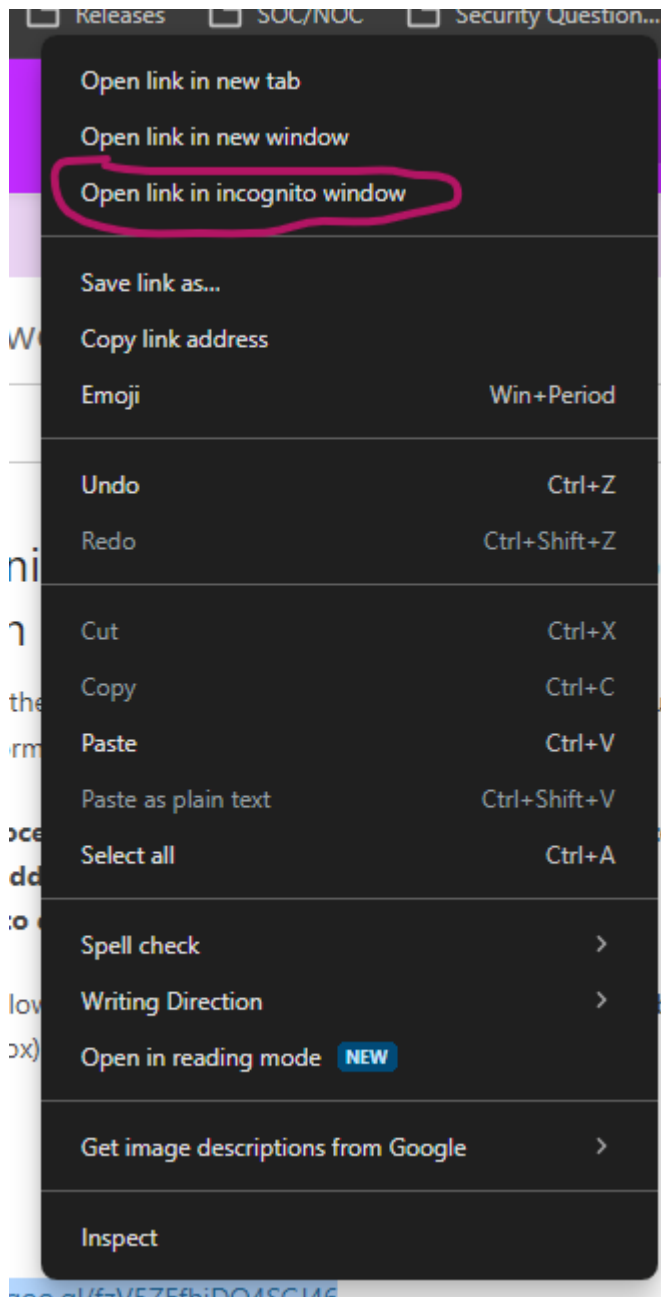 Releases SOC/NOC Security Question...
Open link in new tab
Open link in new window
Open link in incognito window
Save link as...
Copy link address
Emoji Win+Period
Undo Ctrl+Z
Redo Ctrl+Shift+Z
Cut Ctrl+X
Copy Ctrl+C
the
Paste Ctrl+V
Paste as plain text Ctrl+Shift+V
Select all Ctrl+A
Spell check
Writing Direction
Open in reading mode NEW
Get image descriptions from Google
Inspect